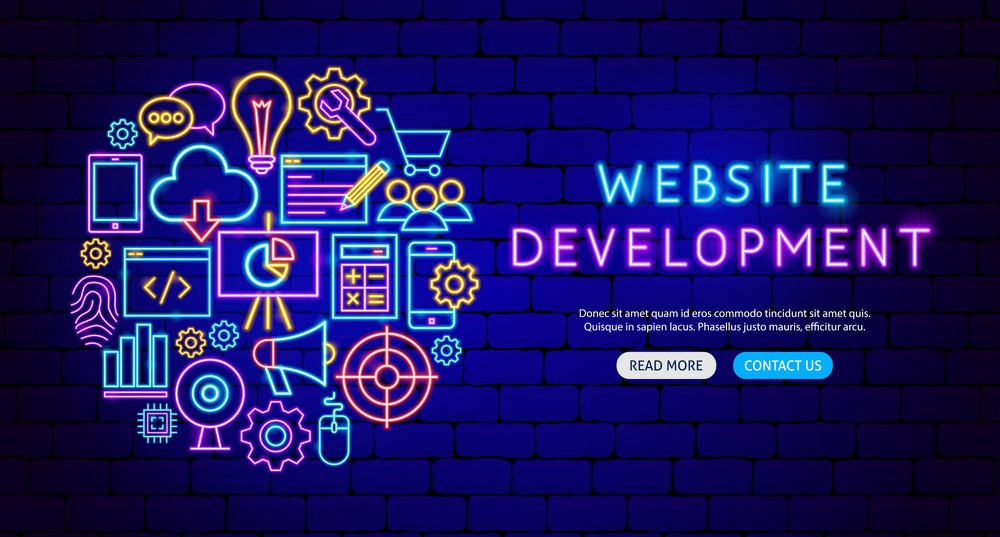 WEBSITE
DEVELOPMENT
Donec sit amet quam id eros commodo tincidunt sit amet quis.
Quisque in sapien lacus. Phasellus justo mauris, efficitur arcu.
READ MORE CONTACT US